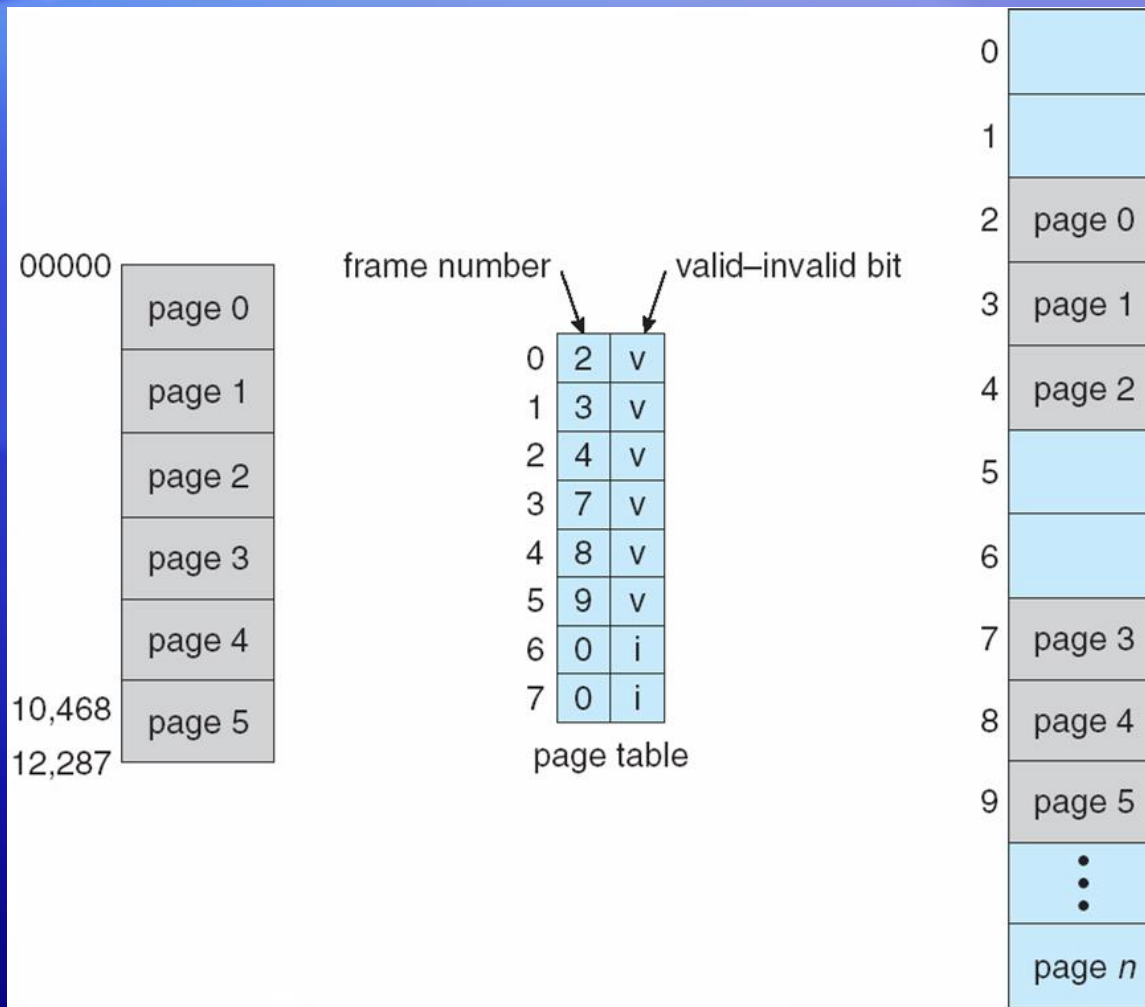 00000
page 0
page 1
page 2
page 3
page 4
10,468
page 5
12,287
frame number
valid–invalid bit
0 2 v
1 3 v
2 4 v
3 7 v
4 8 v
5 9 v
6 0 i
7 0 i
page table
0
1
2 page 0
3 page 1
4 page 2
5
6
7 page 3
8 page 4
9 page 5
page n